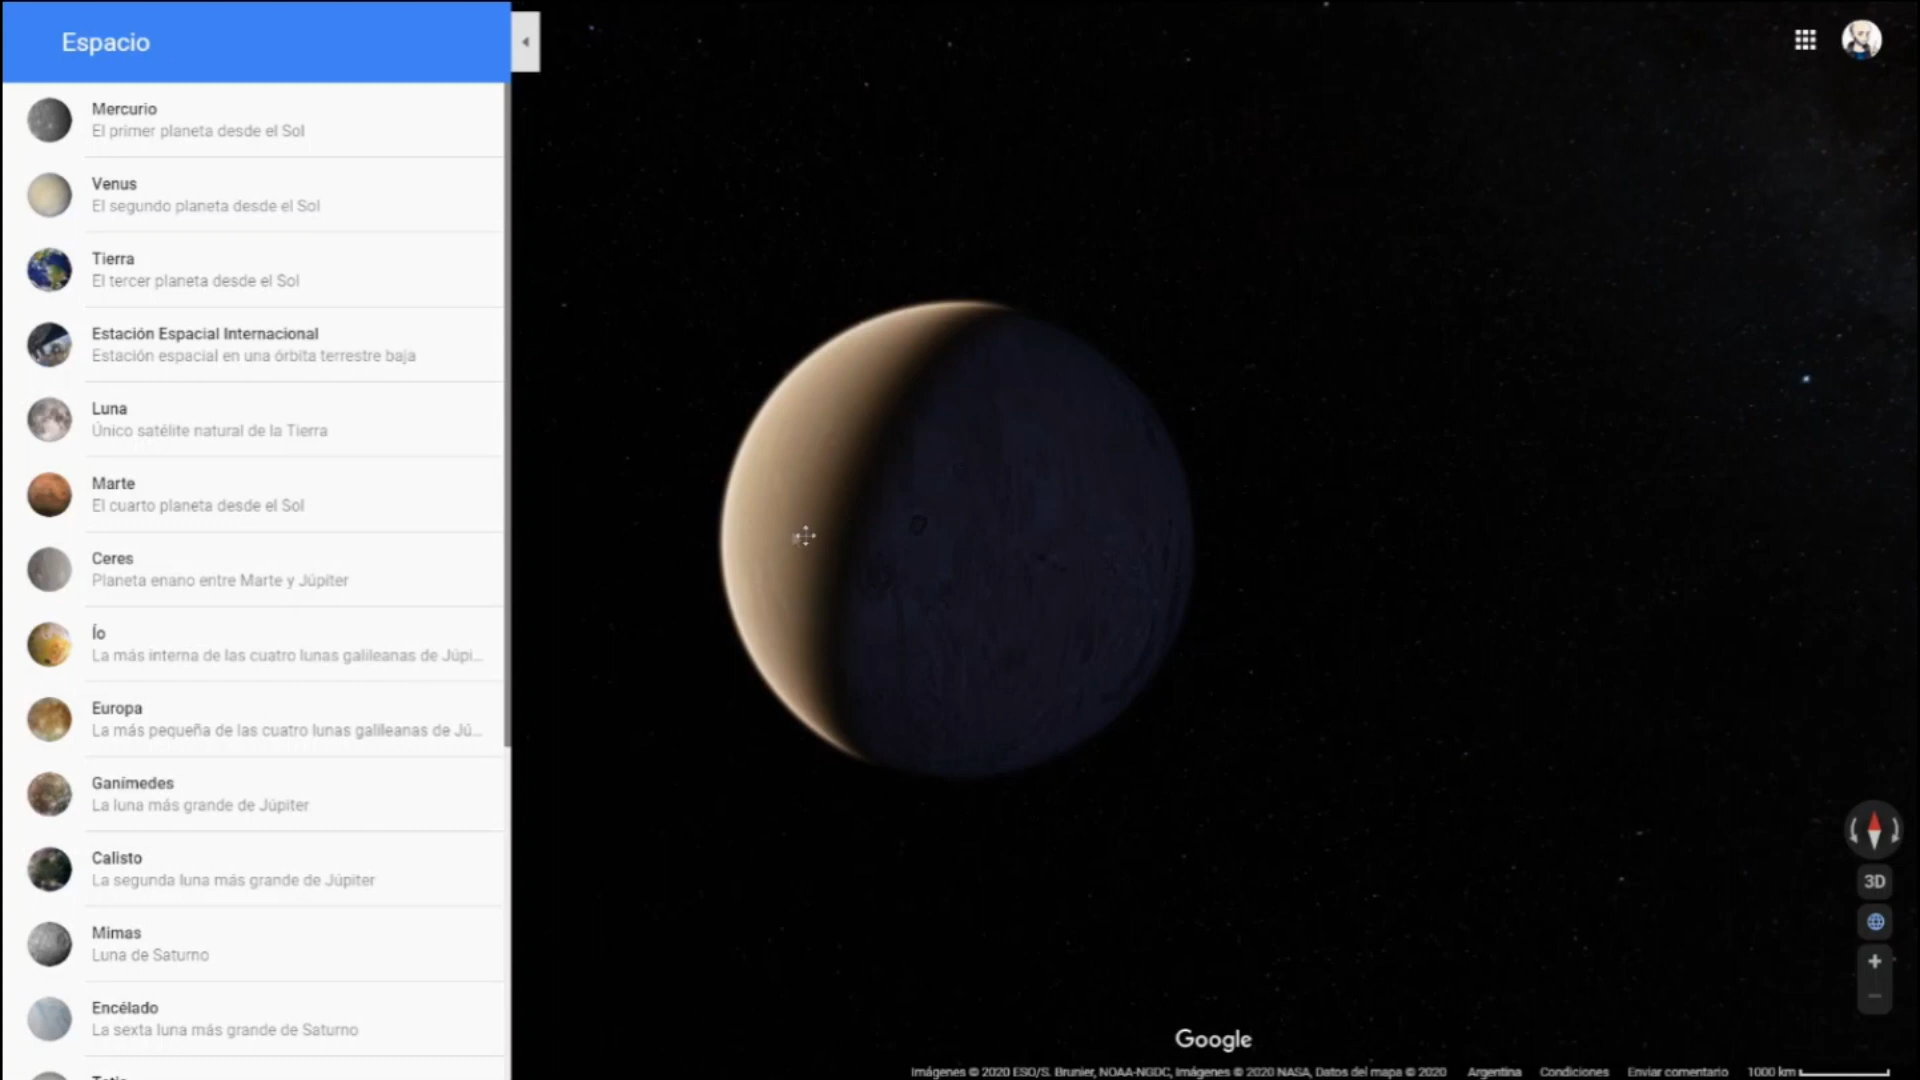 Espacio
Mercurio
El primer planeta desde el Sol
Venus
El segundo planeta desde el Sol
Tierra
El tercer planeta desde el Sol
Estación Espacial Internacional
Estación espacial en una órbita terrestre baja
Luna
Único satélite natural de la Tierra
Marte
El cuarto planeta desde el Sol
Ceres
Planeta enano entre Marte y Júpiter
Ío
La más interna de las cuatro lunas galileanas de Júpi...
Europa
La más pequeña de las cuatro lunas galileanas de Jú...
Ganímedes
La luna más grande de Júpiter
Calisto
La segunda luna más grande de Júpiter
Mimas
Luna de Saturno
Encélado
La sexta luna más grande de Saturno
3D
Google
Imágenes © 2020 ESO/S. Brunier, NOAA-NGDC, Imágenes © 2020 NASA, Datos del mapa © 2020 Argentina Condiciones Enviar comentario 1000 km